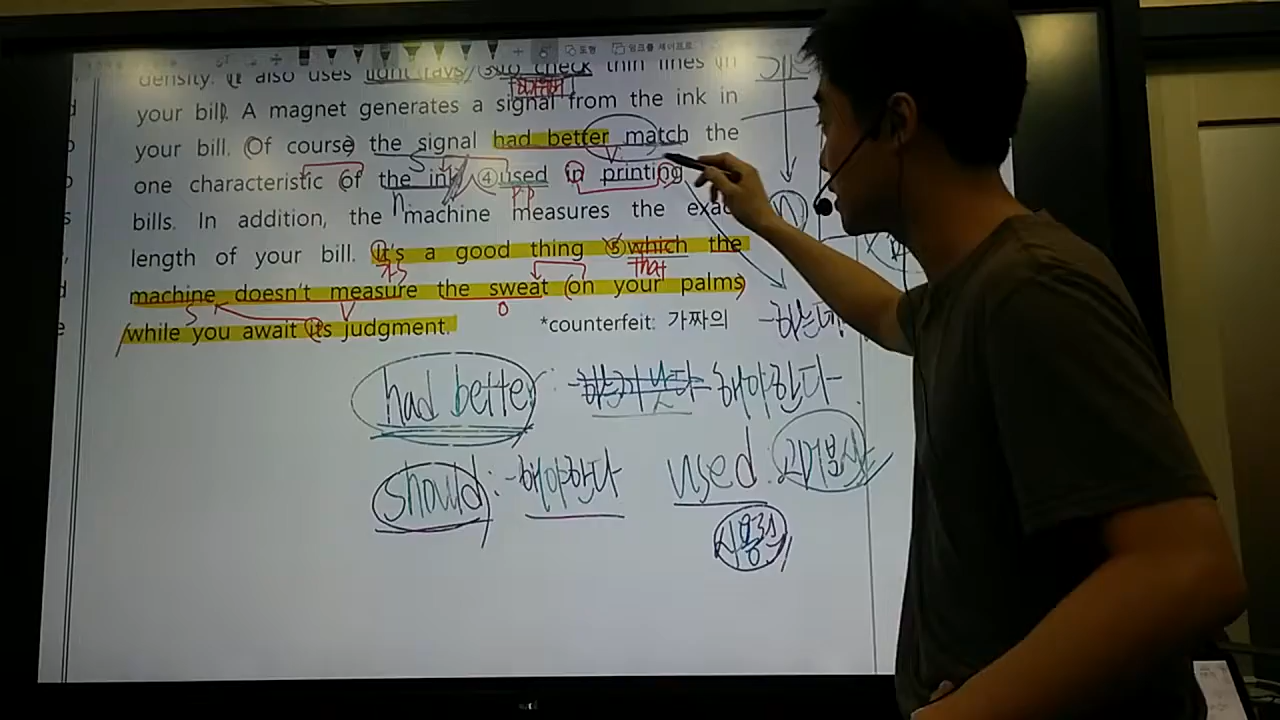 density. It also uses light rays ③to check thin lines in
your bill. A magnet generates a signal from the ink in
your bill. Of course, the signal had better match the
one characteristic of the ink ④used in printing
bills. In addition, the machine measures the exact
length of your bill. It's a good thing ⑤which the
machine doesn't measure the sweat on your palms
while you await its judgment. *counterfeit: 가짜의
that
had better : 해야한다
should : ~해야한다 used : 과거분사
사용된